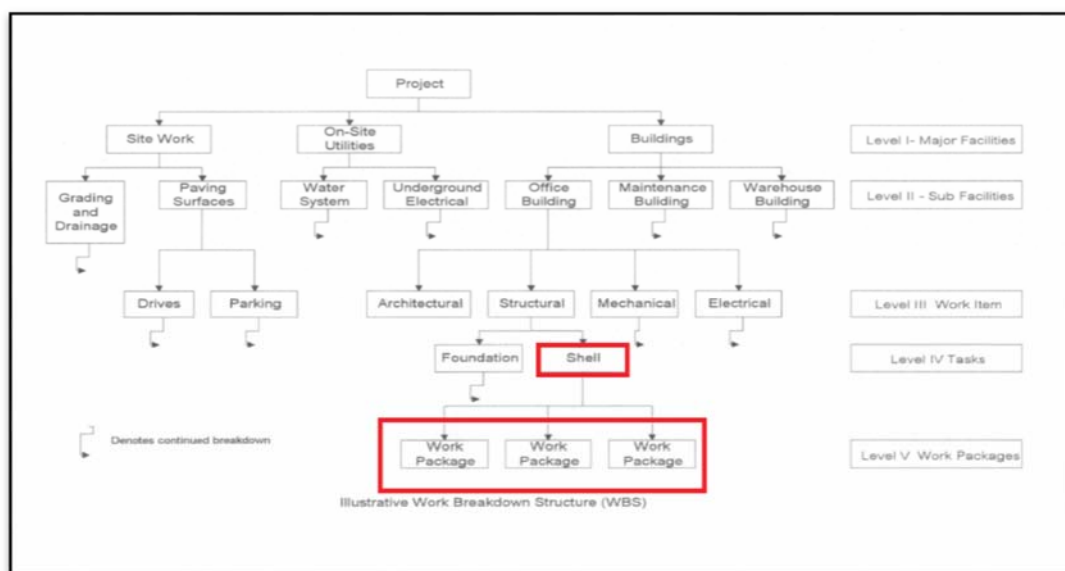 Project
Site Work
On-Site
Utilities
Buildings
Level I- Major Facilities
Grading
and
Drainage
Paving
Surfaces
Water
System
Underground
Electrical
Office
Building
Maintenance
Buliding
Warehouse
Building
Level II - Sub Facilities
Drives
Parking
Architectural
Structural
Mechanical
Electrical
Level III Work Item
Foundation
Shell
Level IV Tasks
Denotes continued breakdown
Work
Package
Work
Package
Work
Package
Level V Work Packages
Illustrative Work Breakdown Structure (WBS)